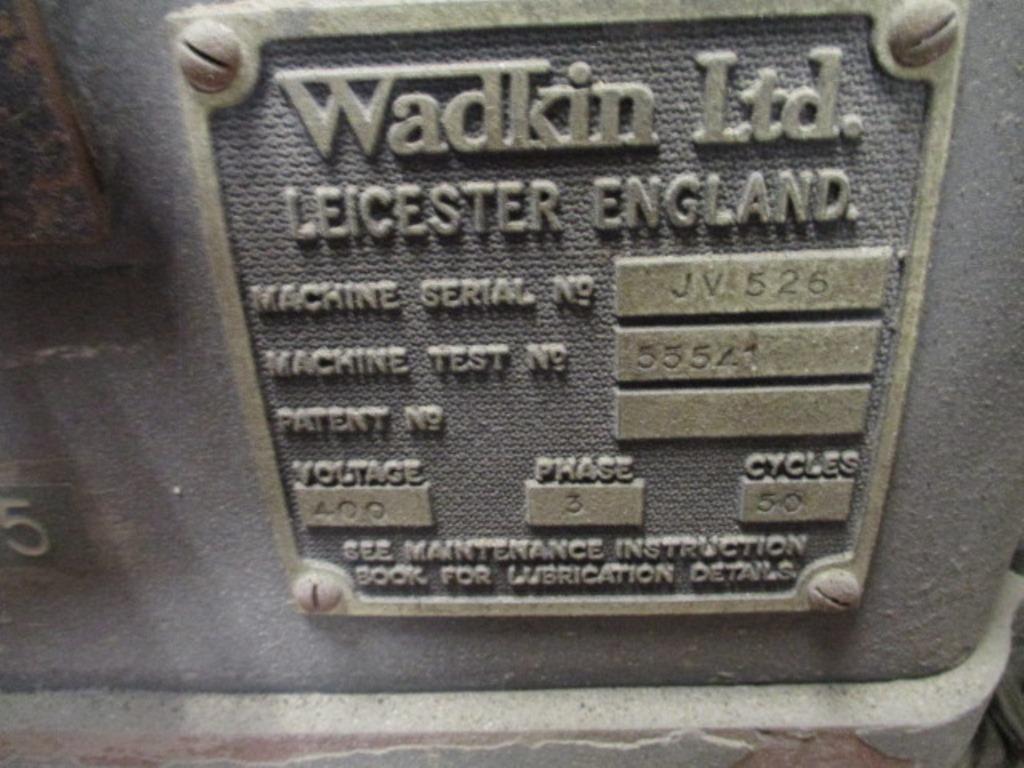 Wadkin Ltd.
LEICESTER ENGLAND.
MACHINE SERIAL Nº JV 526
MACHINE TEST Nº 55541
PATENT Nº
VOLTAGE PHASE CYCLES
400 3 50
SEE MAINTENANCE INSTRUCTION
BOOK FOR LUBRICATION DETAILS
5